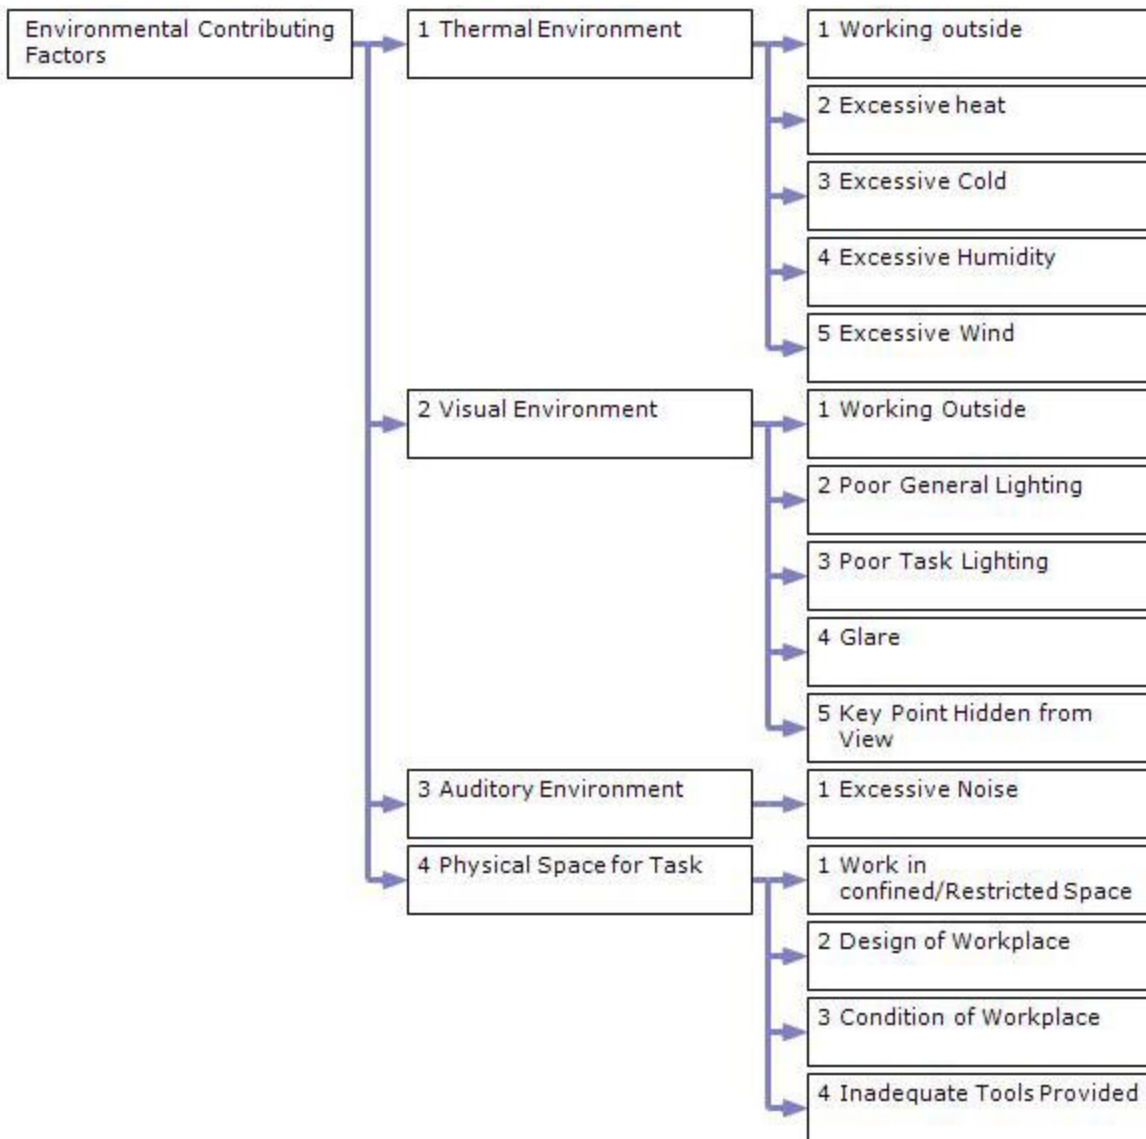 Environmental Contributing
Factors
1 Thermal Environment
1 Working outside
2 Excessive heat
3 Excessive Cold
4 Excessive Humidity
5 Excessive Wind
2 Visual Environment
1 Working Outside
2 Poor General Lighting
3 Poor Task Lighting
4 Glare
5 Key Point Hidden from
View
3 Auditory Environment
1 Excessive Noise
4 Physical Space for Task
1 Work in
confined/Restricted Space
2 Design of Workplace
3 Condition of Workplace
4 Inadequate Tools Provided